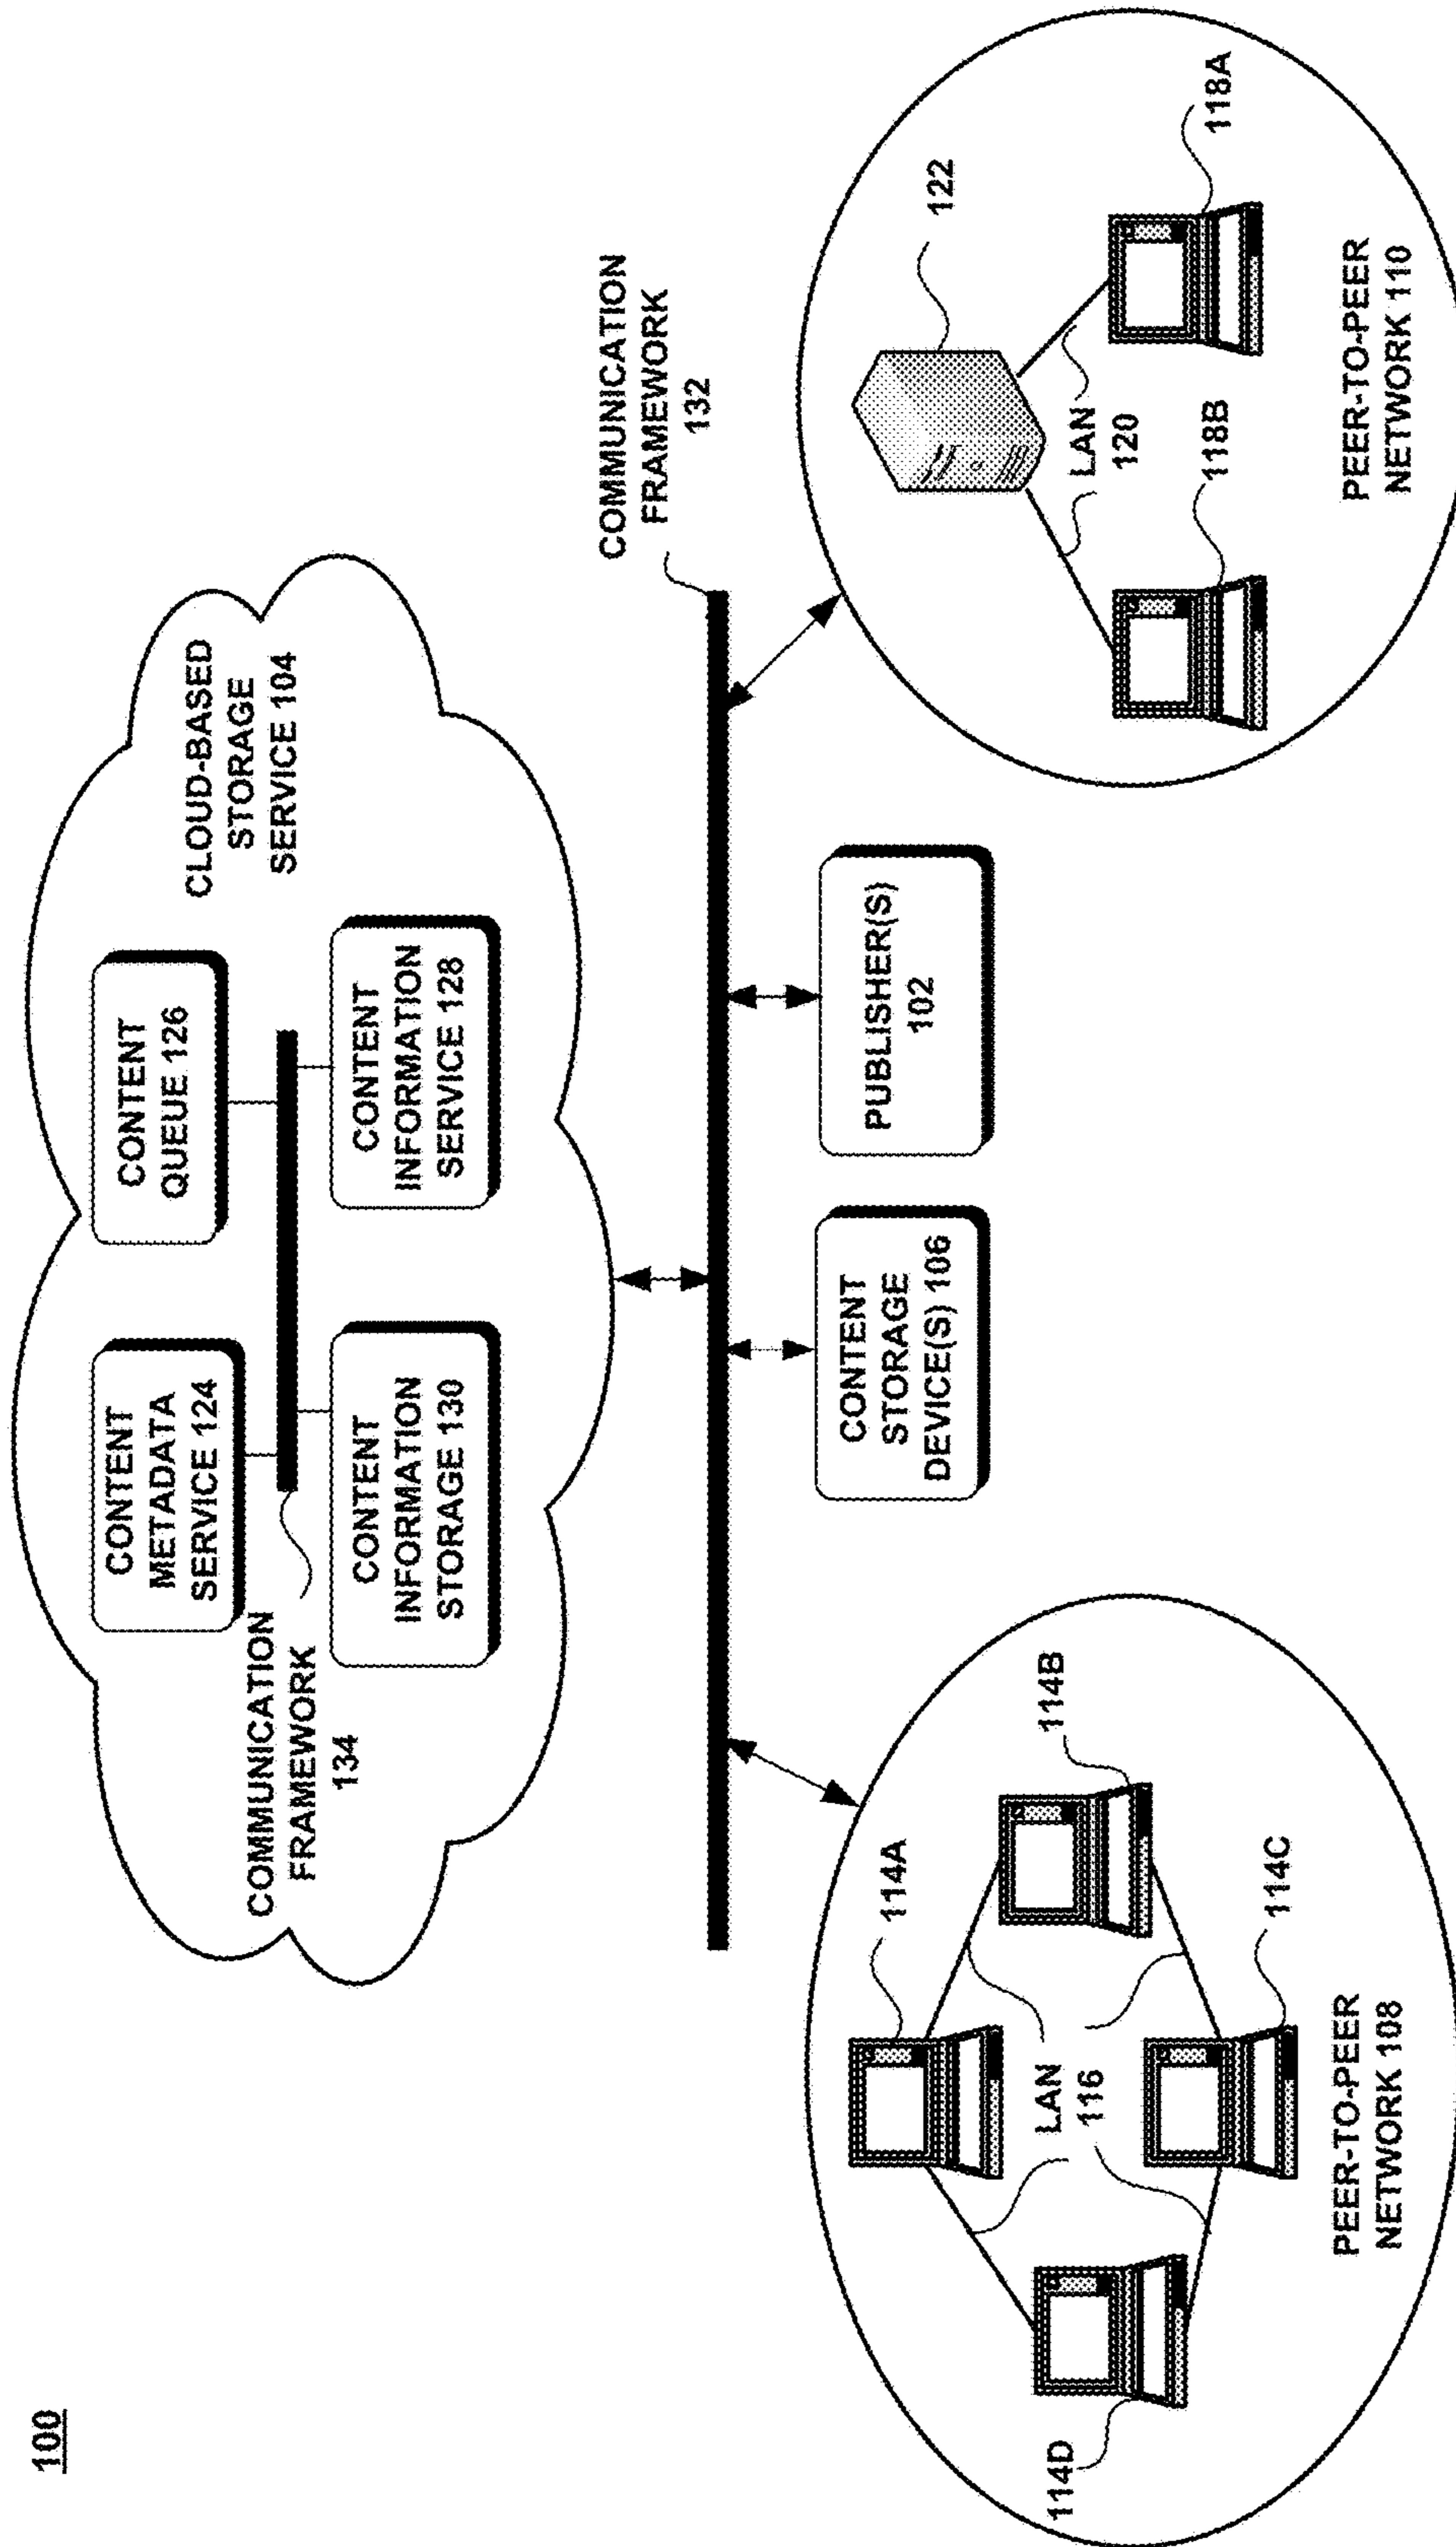 100
CLOUD-BASED
STORAGE
SERVICE 104
CONTENT
METADATA
SERVICE 124
CONTENT
QUEUE 126
COMMUNICATION
FRAMEWORK
134
CONTENT
INFORMATION
STORAGE 130
CONTENT
INFORMATION
SERVICE 128
COMMUNICATION
FRAMEWORK
132
CONTENT
STORAGE
DEVICE(S) 106
PUBLISHER(S)
102
114A
114B
LAN
116
114C
114D
PEER-TO-PEER
NETWORK 108
122
LAN
120
118B
118A
PEER-TO-PEER
NETWORK 110